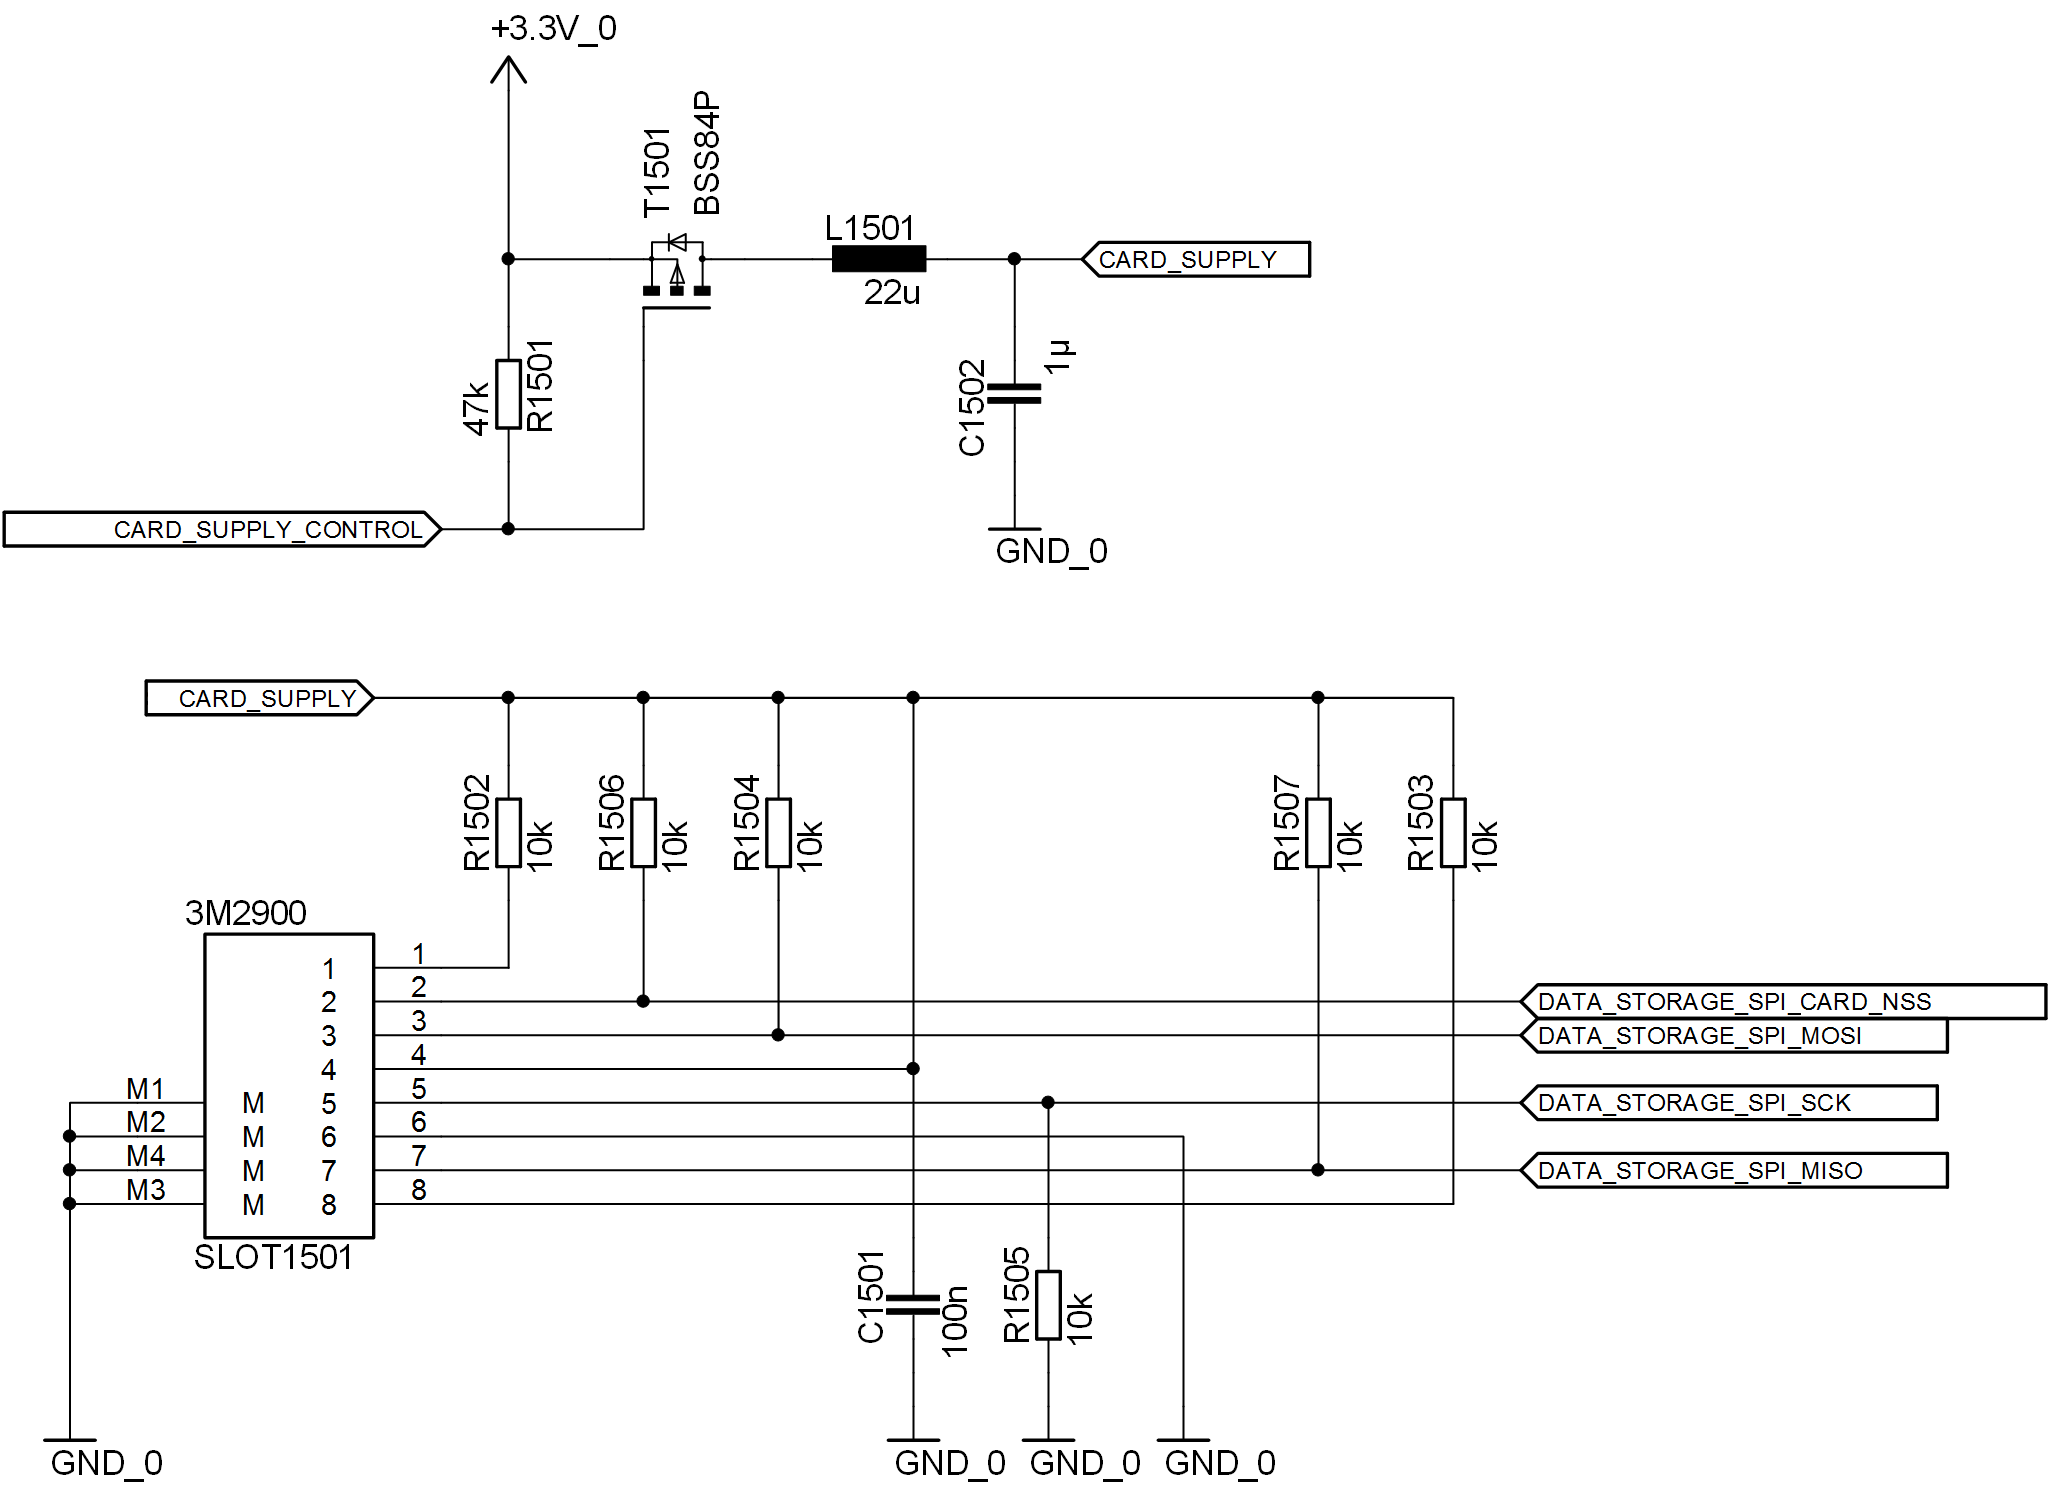 +3.3V_0
T1501
BSS84P
L1501
22u
CARD_SUPPLY
47k
R1501
C1502
1µ
CARD_SUPPLY_CONTROL
GND_0
CARD_SUPPLY
R1502
10k
R1506
10k
R1504
10k
R1507
10k
R1503
10k
3M2900
1 1
2 2 DATA_STORAGE_SPI_CARD_NSS
3 3 DATA_STORAGE_SPI_MOSI
4 4
M1 M 5 5 DATA_STORAGE_SPI_SCK
M2 M 6 6
M4 M 7 7 DATA_STORAGE_SPI_MISO
M3 M 8 8
SLOT1501
C1501
100n
R1505
10k
GND_0
GND_0
GND_0
GND_0